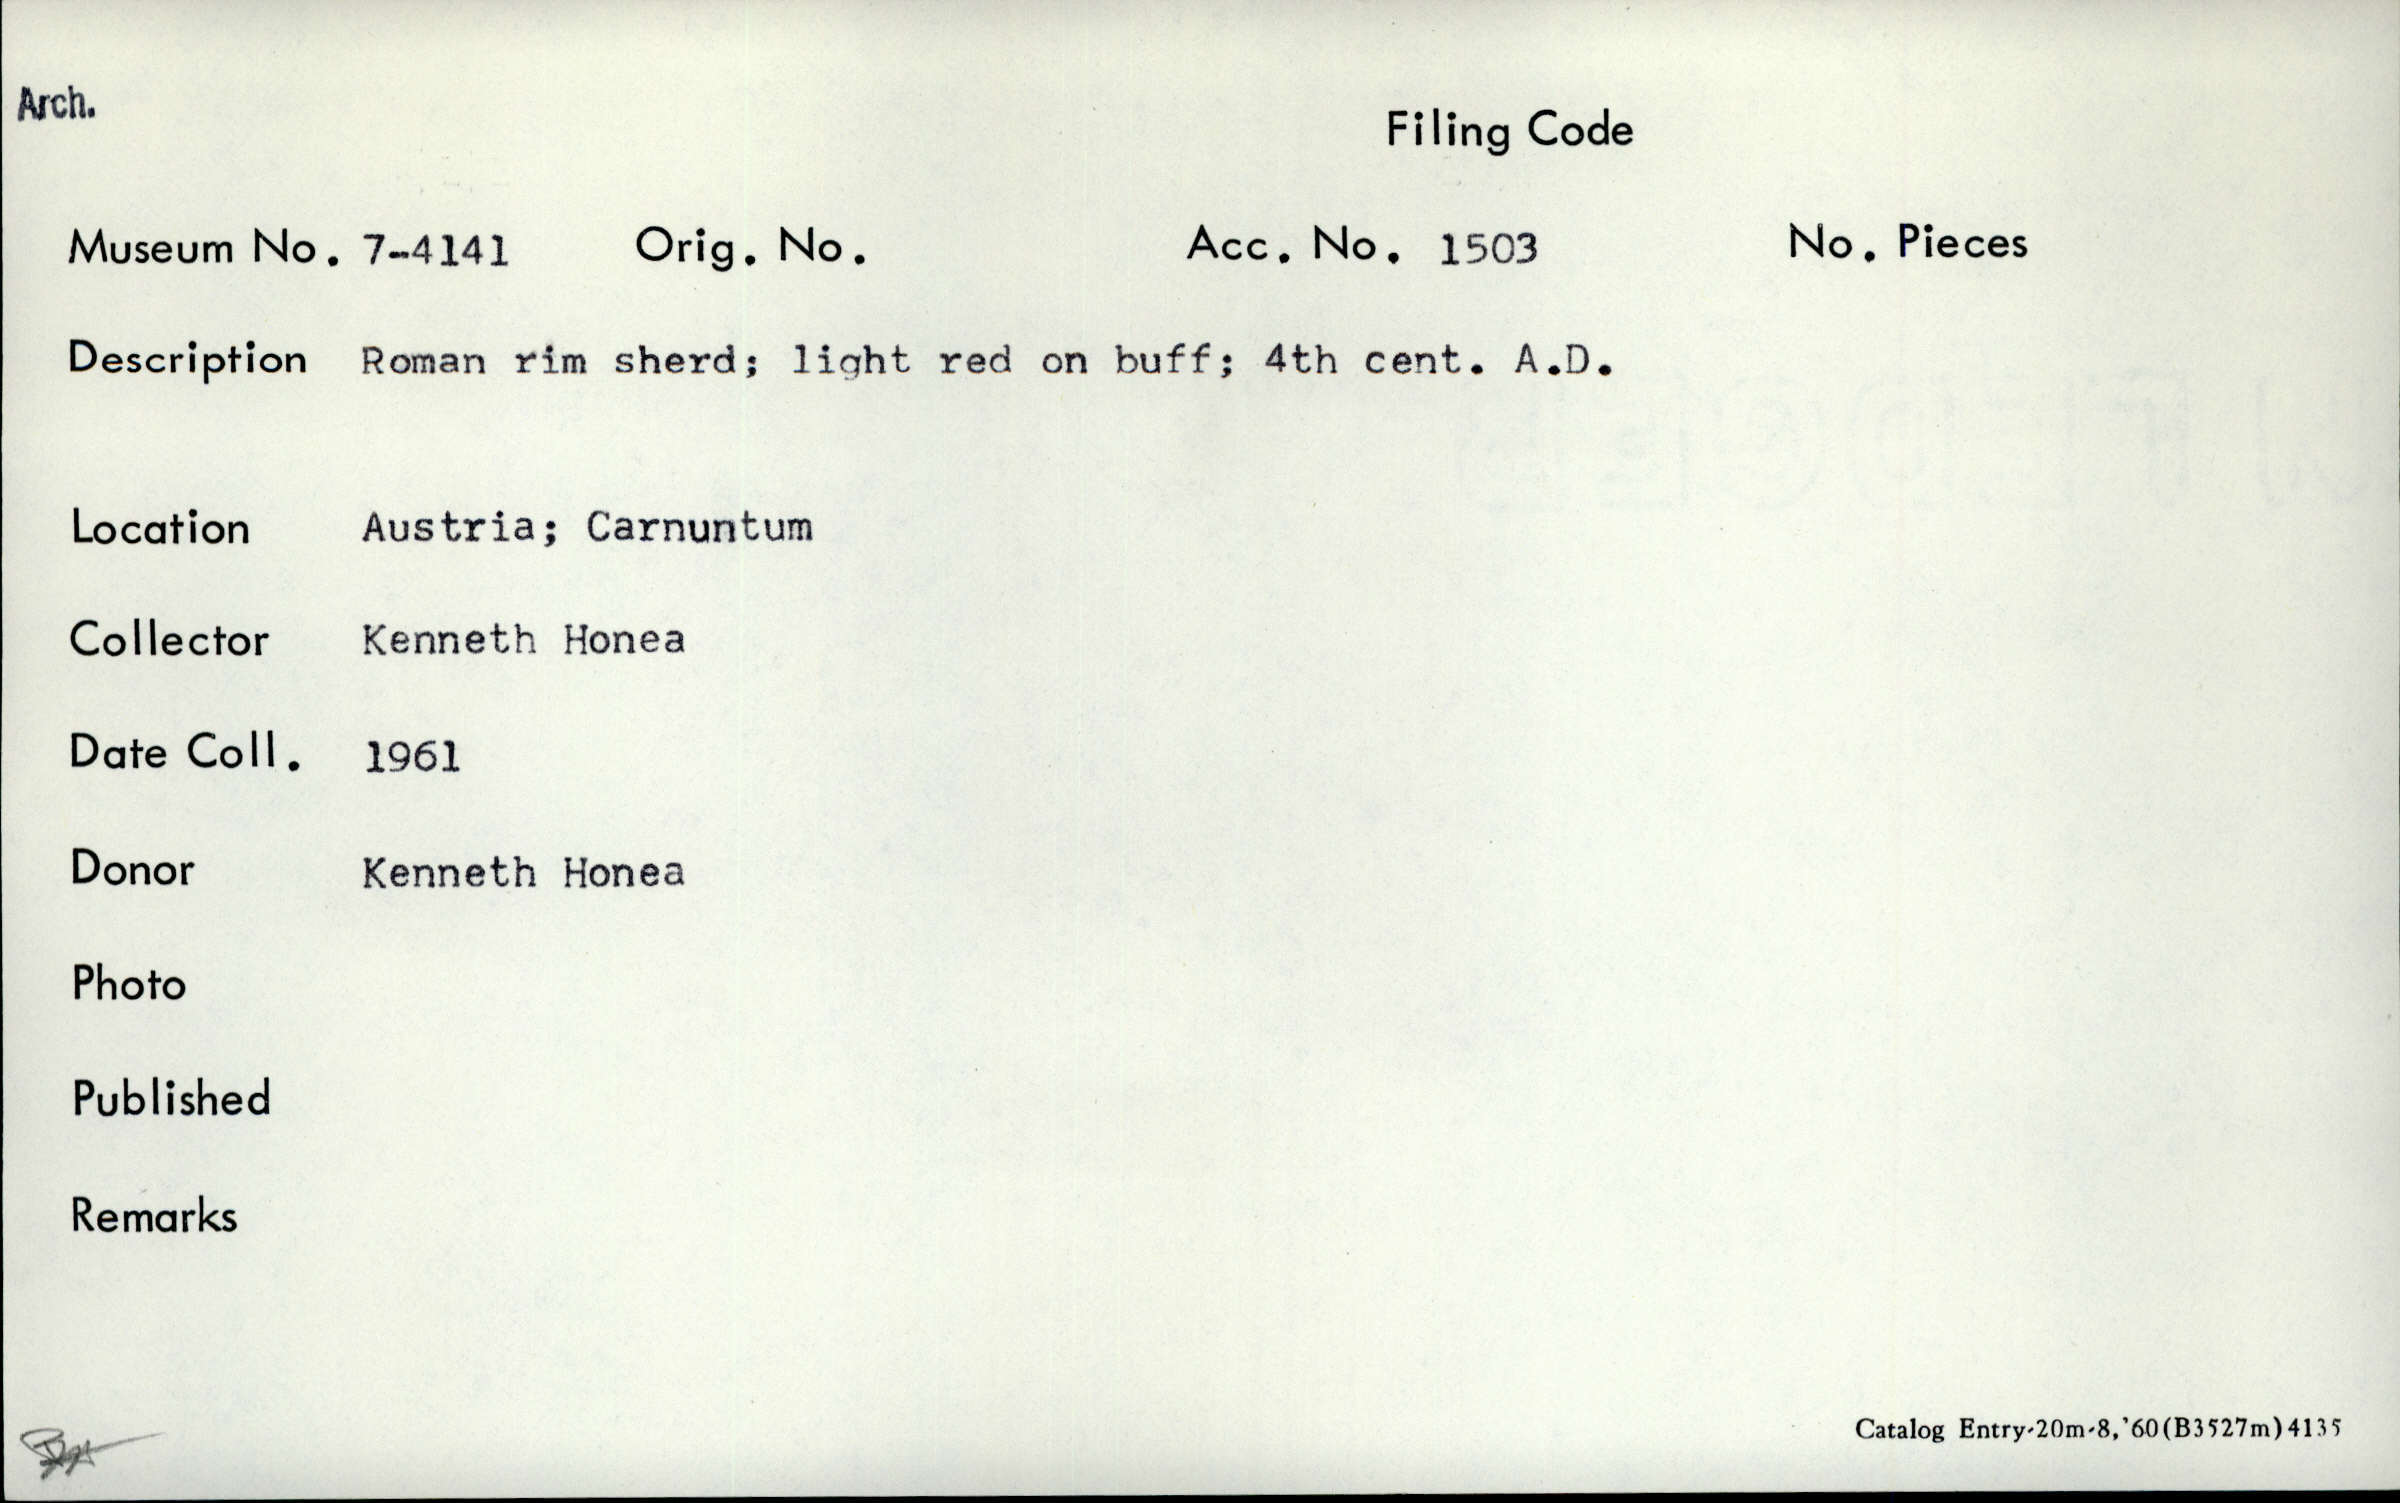 Arch.
Filing Code
Museum No. 7-4141 Orig. No. Acc. No. 1503 No. Pieces
Description Roman rim sherd; light red on buff; 4th cent. A.D.
Location Austria; Carnuntum
Collector Kenneth Honea
Date Coll. 1961
Donor Kenneth Honea
Photo
Published
Remarks
Catalog Entry-20m-8,'60(B3527m)4135